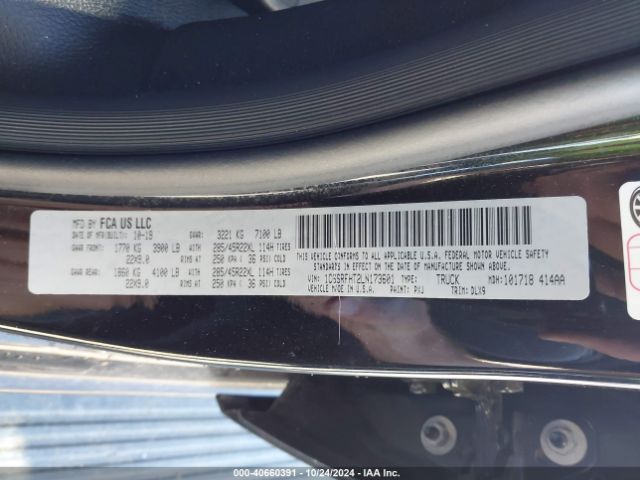 MFD BY FCA US LLC
DATE OF MFR/BUILT: 10-19 GVWR: 3221 KG 7100 LB
GAWR FRONT: 1770 KG 3900 LB WITH 285/45R22XL 114H TIRES
22X9.0 RIMS AT 250 KPA ( 36 PSI) COLD
GAWR REAR: 1860 KG 4100 LB WITH 285/45R22XL 114H TIRES
22X9.0 RIMS AT 250 KPA ( 36 PSI) COLD
THIS VEHICLE CONFORMS TO ALL APPLICABLE U.S.A. FEDERAL MOTOR VEHICLE SAFETY
STANDARDS IN EFFECT ON THE DATE OF MANUFACTURE SHOWN ABOVE.
VIN: 1C6SRFHT2LN173601 TYPE: TRUCK MDH:101718 414AA
VEHICLE MADE IN U.S.A. PAINT: PXJ TRIM: DLX9
000-40660391 - 10/24/2024 - IAA Inc.